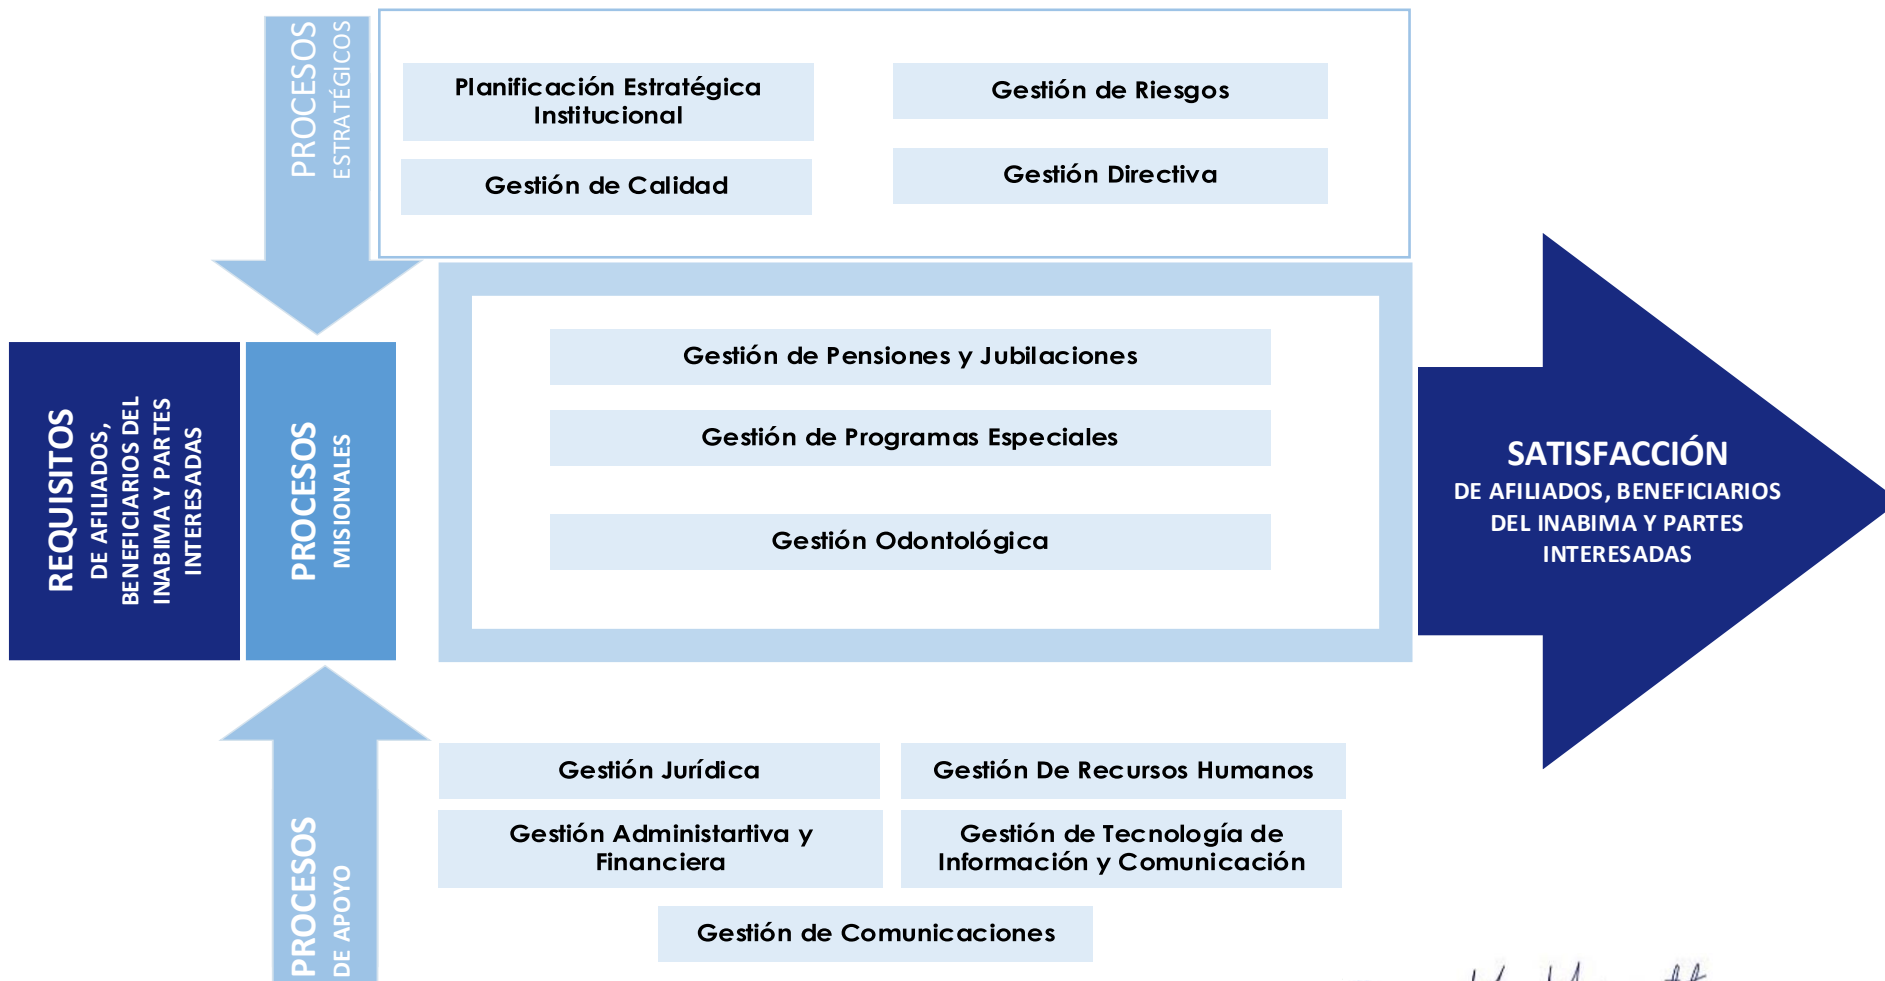 PROCESOS
ESTRATÉGICOS
Planificación Estratégica
Institucional
Gestión de Riesgos
Gestión de Calidad
Gestión Directiva
REQUISITOS
DE AFILIADOS,
BENEFICIARIOS DEL
INABIMA Y PARTES
INTERESADAS
PROCESOS
MISIONALES
Gestión de Pensiones y Jubilaciones
Gestión de Programas Especiales
Gestión Odontológica
SATISFACCIÓN
DE AFILIADOS, BENEFICIARIOS
DEL INABIMA Y PARTES
INTERESADAS
PROCESOS
DE APOYO
Gestión Jurídica
Gestión De Recursos Humanos
Gestión Administartiva y
Financiera
Gestión de Tecnología de
Información y Comunicación
Gestión de Comunicaciones